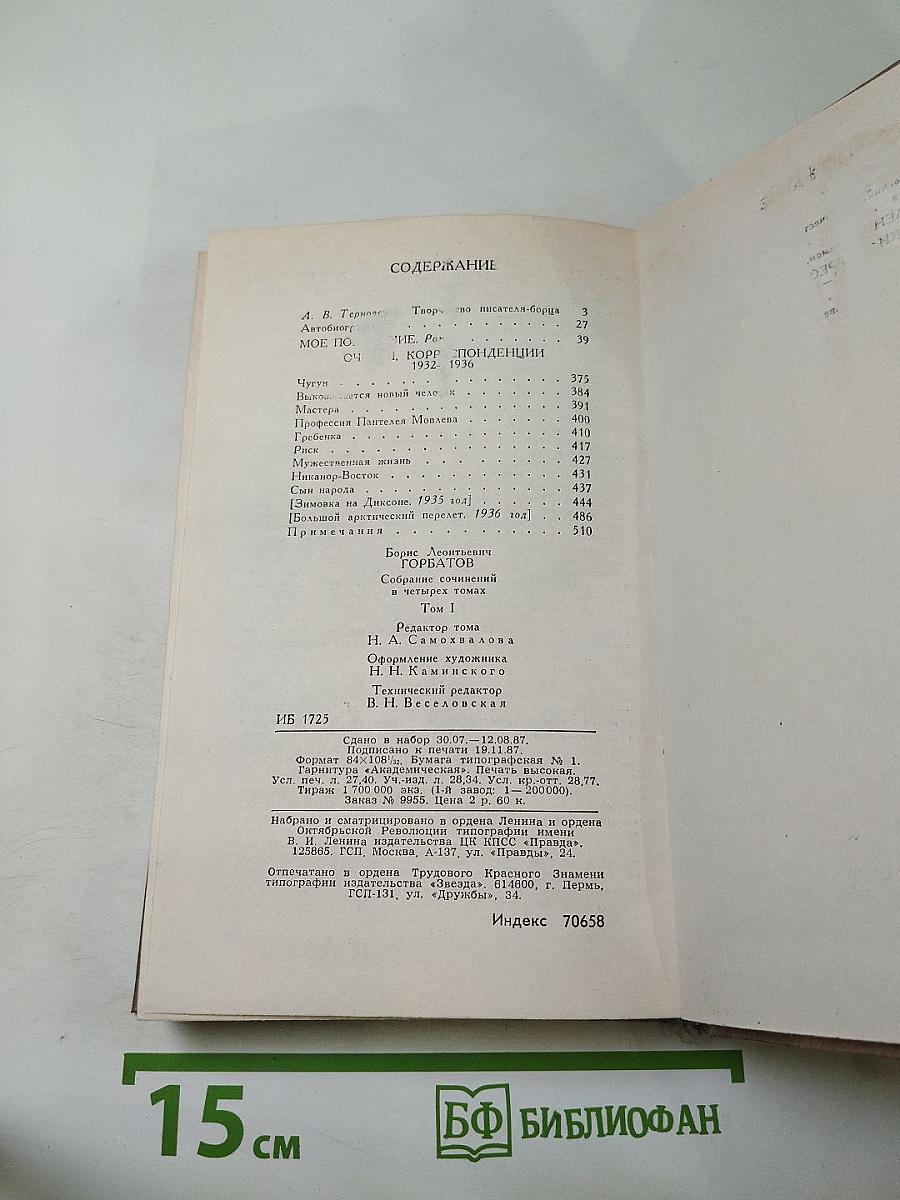 СОДЕРЖАНИЕ
А. В. Творчество писателя-борца 3
27
МОЕ 39
КОРРЕСПОНДЕНЦИИ
1932- 1936
Чугун . . . . . . . . . . . . . 375
новый человек . . . . . . . 384
Мастера . . . . . . . . . . . . . 391
Профессия Пантелея Мовлева . . . . . . . 400
Гребенка . . . . . . . . . . . . . 410
Риск . . . . . . . . . . . . . . 417
Мужественная жизнь . . . . . . . . . . 427
Никанор-Восток . . . . . . . . . . . 431
Сын народа . . . . . . . . . . . . . 437
[Зимовка на Диксоне. 1935 год] . . . . . . 444
[Большой арктический перелет. 1936 год] . . 486
Примечания . . . . . . . . . . . . 510
Борис Леонтьевич
ГОРБАТОВ
Собрание сочинений
в четырех томах
Том I
Редактор тома
Н. А. Самохвалова
Оформление художника
Н. Н. Каминского
Технический редактор
В. Н. Веселовская
ИБ 1725
Сдано в набор 30.07.—12.08.87.
Подписано к печати 19.11.87.
Формат 84×108¹/₃₂. Бумага типографская № 1.
Гарнитура «Академическая». Печать высокая.
Усл. печ. л. 27,40. Уч.-изд. л. 28,34. Усл. кр.-отт. 28,77.
Тираж 1 700 000 экз. (1-й завод: 1—200000).
Заказ № 9955. Цена 2 р. 60 к.
Набрано и сматрицировано в ордена Ленина и ордена
Октябрьской Революции типографии имени
В. И. Ленина издательства ЦК КПСС «Правда».
125865. ГСП, Москва, А-137, ул. «Правды», 24.
Отпечатано в ордена Трудового Красного Знамени
типографии издательства «Звезда». 614600, г. Пермь,
ГСП-131, ул. «Дружбы», 34.
Индекс 70658
15 см
БФ БИБЛИОФАН